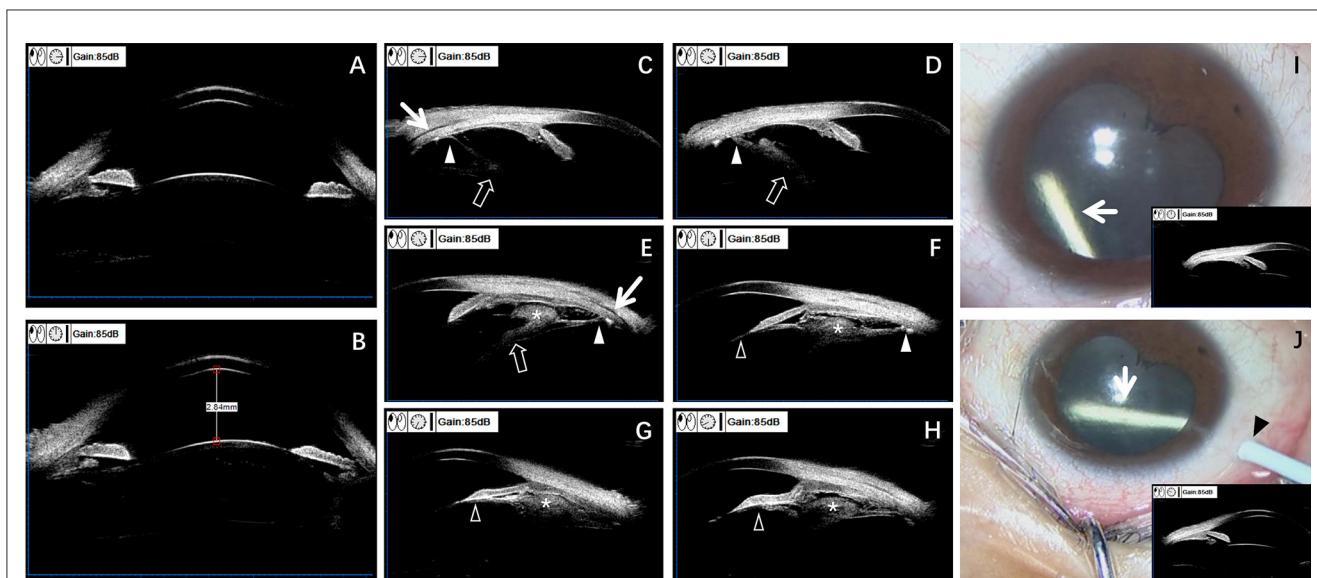 Gain:85dB A
Gain:85dB B
2.84mm
Gain:85dB C
Gain:85dB D
Gain:85dB E
* 
Gain:85dB F
*
Gain:85dB G
*
Gain:85dB H
*
I
Gain:85dB
J
Gain:85dB